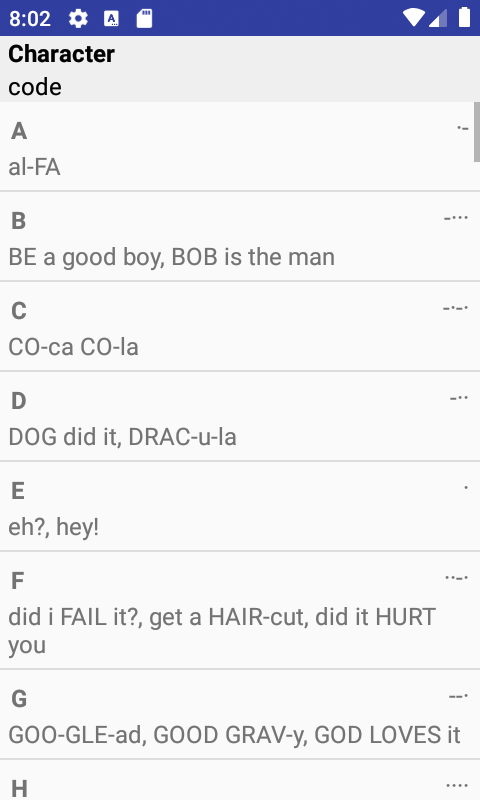 8:02
Character
code
A ·-
al-FA
B -···
BE a good boy, BOB is the man
C -·-·
CO-ca CO-la
D -··
DOG did it, DRAC-u-la
E ·
eh?, hey!
F ··-·
did i FAIL it?, get a HAIR-cut, did it HURT
you
G --·
GOO-GLE-ad, GOOD GRAV-y, GOD LOVES it
H ····